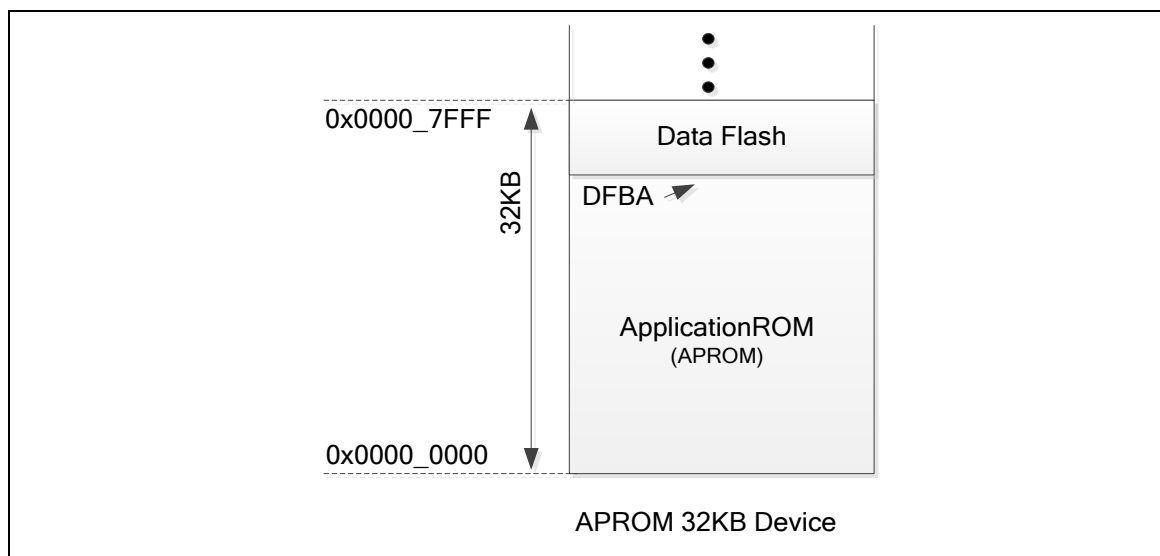 0x0000_7FFF
Data Flash
32KB
DFBA
ApplicationROM
(APROM)
0x0000_0000
APROM 32KB Device